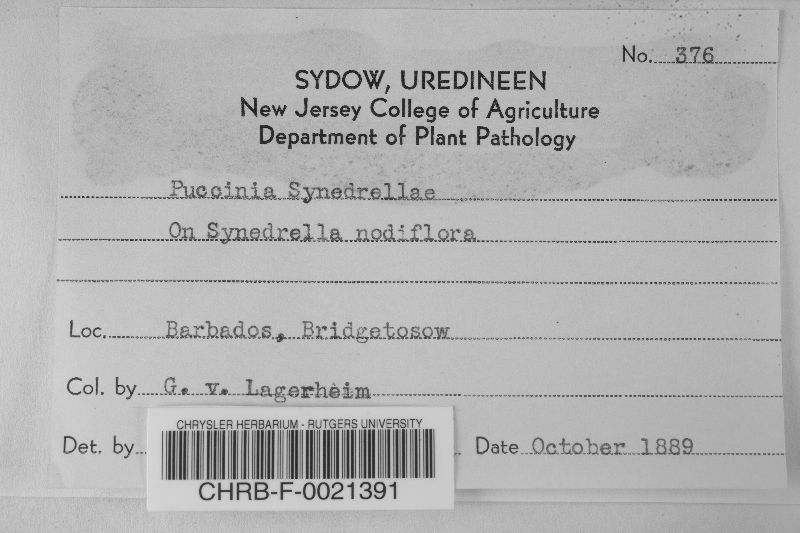 No. 376
SYDOW, UREDINEEN
New Jersey College of Agriculture
Department of Plant Pathology
Puccinia Synedrellae
On Synedrella nodiflora
Loc. Barbados, Bridgetosow
Col. by G. v. Lagerheim
Det. by
Date October 1889
CHRYSLER HERBARIUM - RUTGERS UNIVERSITY
CHRB-F-0021391